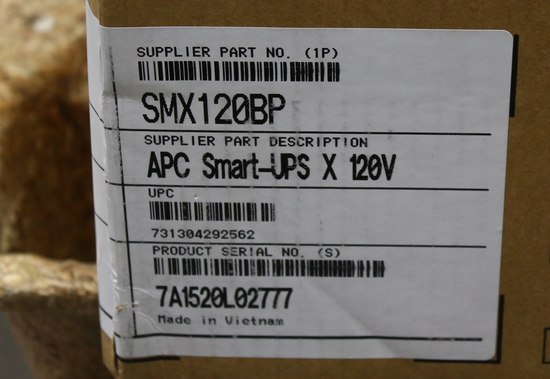 SUPPLIER PART NO. (1P)
SMX120BP
SUPPLIER PART DESCRIPTION
APC Smart-UPS X 120V
UPC
731304292562
PRODUCT SERIAL NO. (S)
7A1520L02777
Made in Vietnam